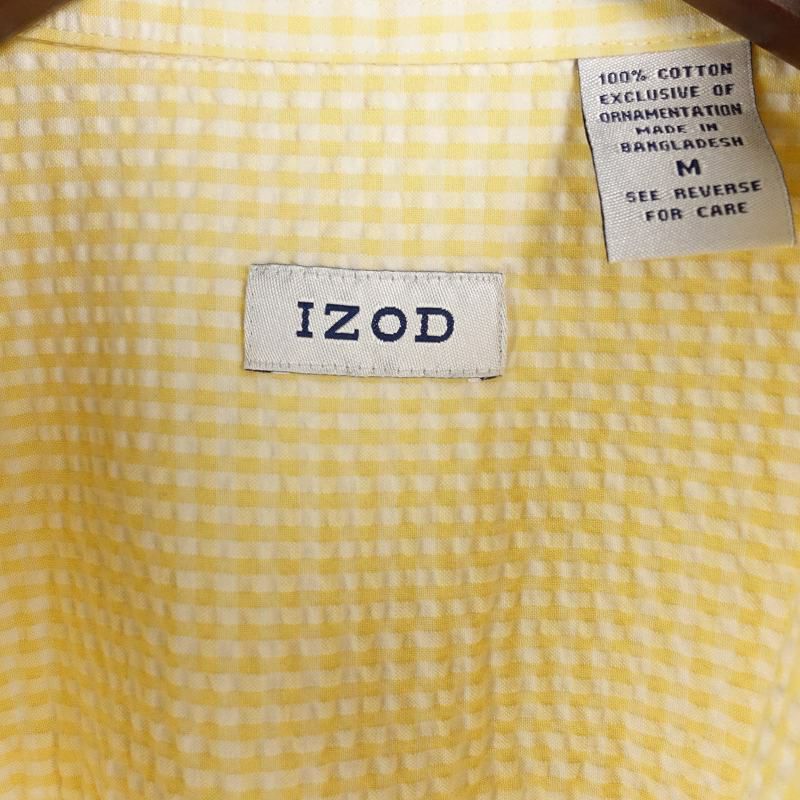 100% COTTON
EXCLUSIVE OF
ORNAMENTATION
MADE IN
BANGLADESH
M
SEE REVERSE
FOR CARE
IZOD